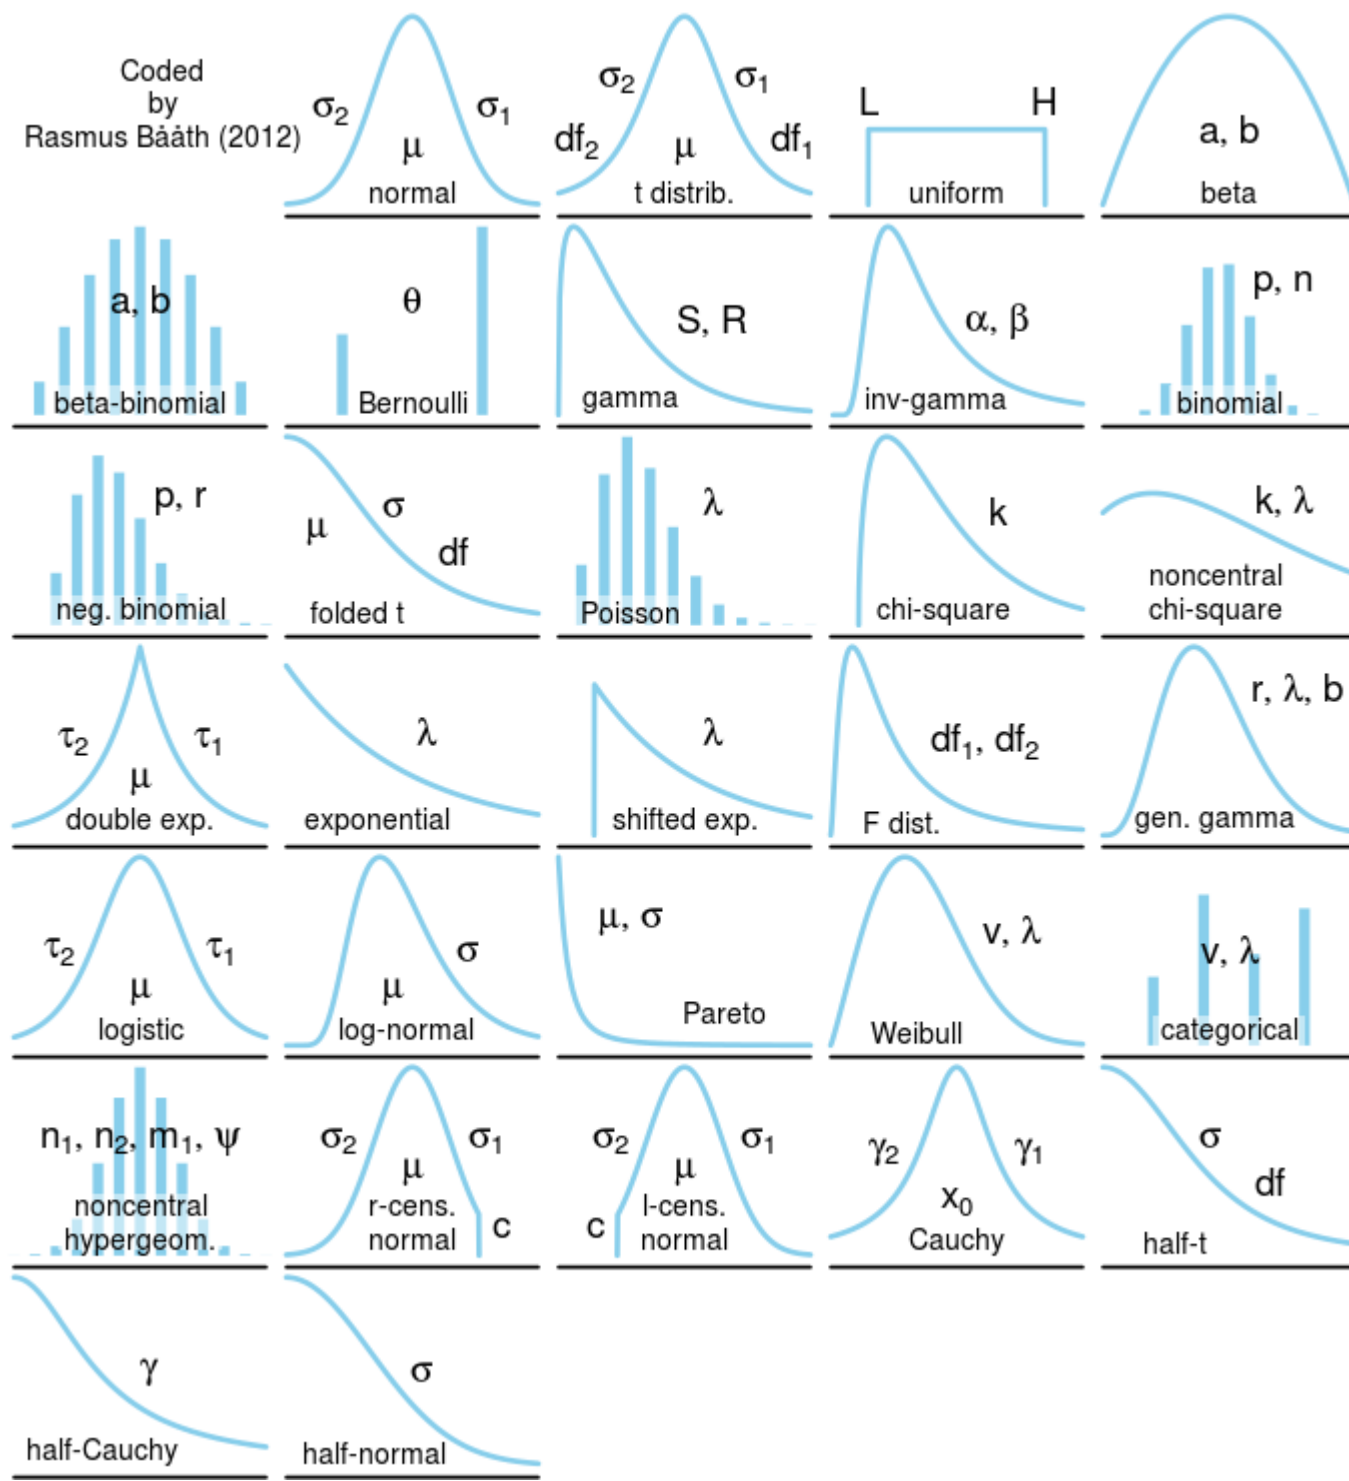 Coded
by
Rasmus Bååth (2012)
σ2
σ1
μ
normal
σ2
σ1
df2
df1
μ
t distrib.
L
H
uniform
a, b
beta
a, b
beta-binomial
θ
Bernoulli
S, R
gamma
α, β
inv-gamma
p, n
binomial
p, r
neg. binomial
μ
σ
df
folded t
λ
Poisson
k
chi-square
k, λ
noncentral
chi-square
τ2
τ1
μ
double exp.
λ
exponential
λ
shifted exp.
df1, df2
F dist.
r, λ, b
gen. gamma
τ2
τ1
μ
logistic
σ
μ
log-normal
μ, σ
Pareto
v, λ
Weibull
v, λ
categorical
n1, n2, m1, ψ
noncentral
hypergeom.
σ2
σ1
μ
r-cens.
normal
c
σ2
σ1
μ
l-cens.
normal
c
γ2
γ1
x0
Cauchy
σ
df
half-t
γ
half-Cauchy
σ
half-normal